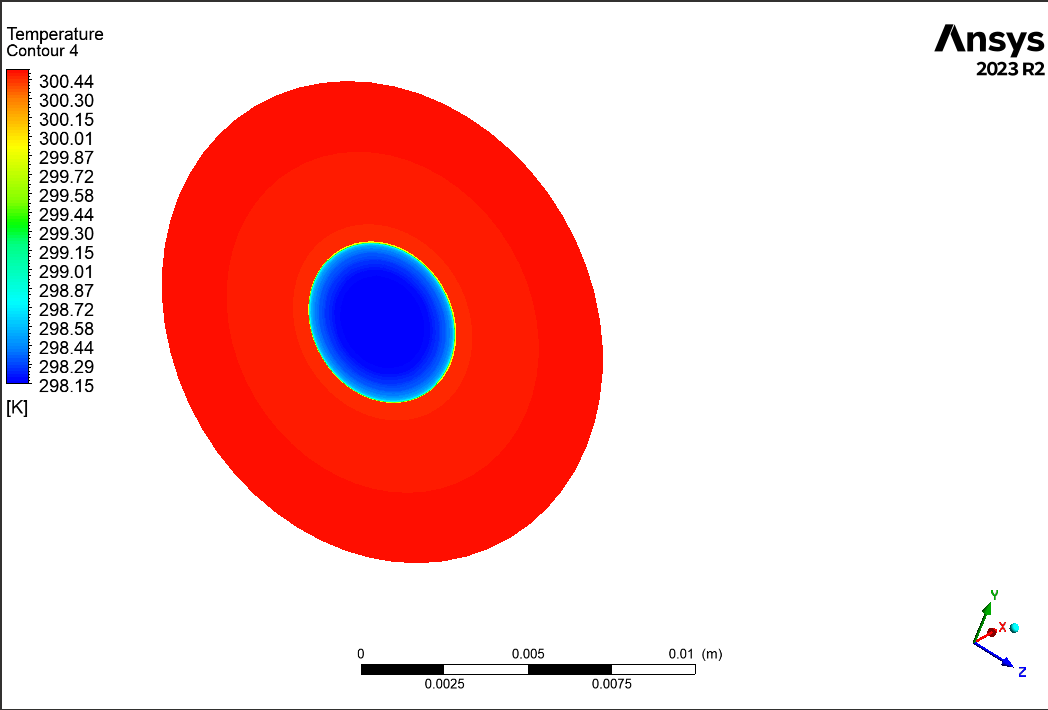 Temperature
Contour 4
300.44
300.30
300.15
300.01
299.87
299.72
299.58
299.44
299.30
299.15
299.01
298.87
298.72
298.58
298.44
298.29
298.15
[K]
Ansys
2023 R2
0 0.005 0.01 (m)
0.0025 0.0075
Y
X
Z